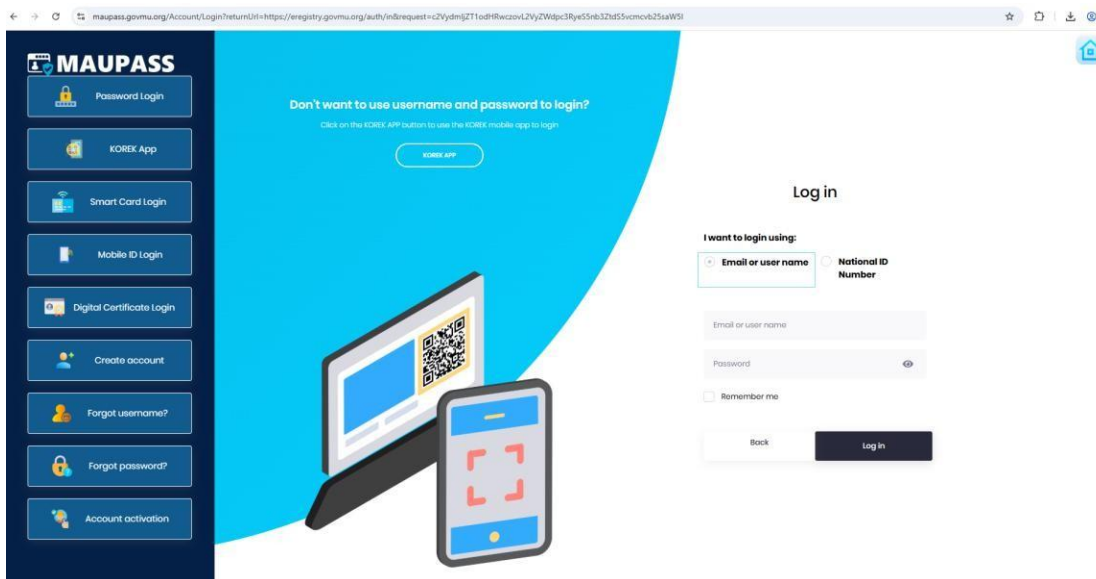 maupass.govmu.org/Account/Login?returnUrl=https://eregistry.govmu.org/auth/in&request=
MAUPASS
Password Login
KOREK App
Smart Card Login
Mobile ID Login
Digital Certificate Login
Create account
Forgot username?
Forgot password?
Account activation
Don't want to use username and password to login?
Click on the KOREK APP button to use the KOREK mobile app to login
KOREK APP
Log in
I want to login using:
Email or user name
National ID
Number
Email or user name
Password
Remember me
Back
Log in